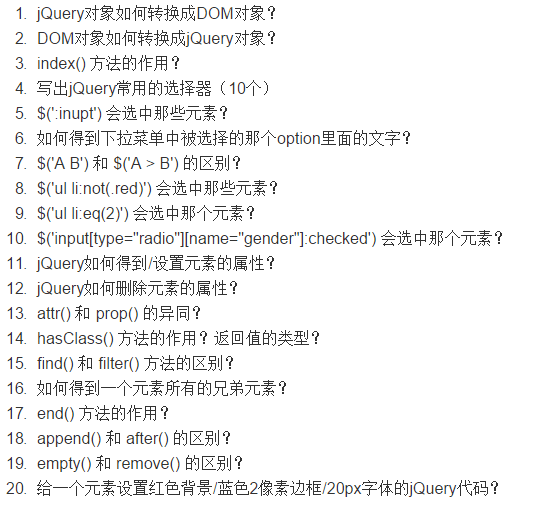 1. jQuery对象如何转换成DOM对象?
2. DOM对象如何转换成jQuery对象?
3. index() 方法的作用?
4. 写出jQuery常用的选择器（10个）
5. $(':inupt') 会选中那些元素?
6. 如何得到下拉菜单中被选择的那个option里面的文字?
7. $('A B') 和 $('A > B') 的区别?
8. $('ul li:not(.red)') 会选中那些元素?
9. $('ul li:eq(2)') 会选中那个元素?
10. $('input[type="radio"][name="gender"]:checked') 会选中那个元素?
11. jQuery如何得到/设置元素的属性?
12. jQuery如何删除元素的属性?
13. attr() 和 prop() 的异同?
14. hasClass() 方法的作用? 返回值的类型?
15. find() 和 filter() 方法的区别?
16. 如何得到一个元素所有的兄弟元素?
17. end() 方法的作用?
18. append() 和 after() 的区别?
19. empty() 和 remove() 的区别?
20. 给一个元素设置红色背景/蓝色2像素边框/20px字体的jQuery代码?